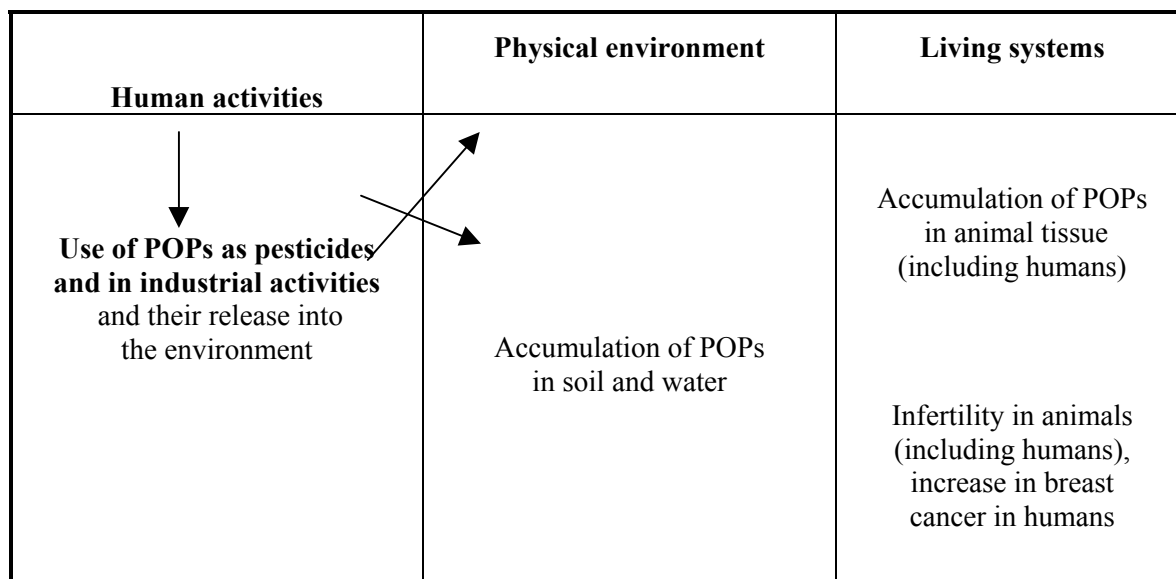 Physical environment
Living systems
Human activities
Use of POPs as pesticides
and in industrial activities
and their release into
the environment
Accumulation of POPs
in soil and water
Accumulation of POPs
in animal tissue
(including humans)
Infertility in animals
(including humans),
increase in breast
cancer in humans